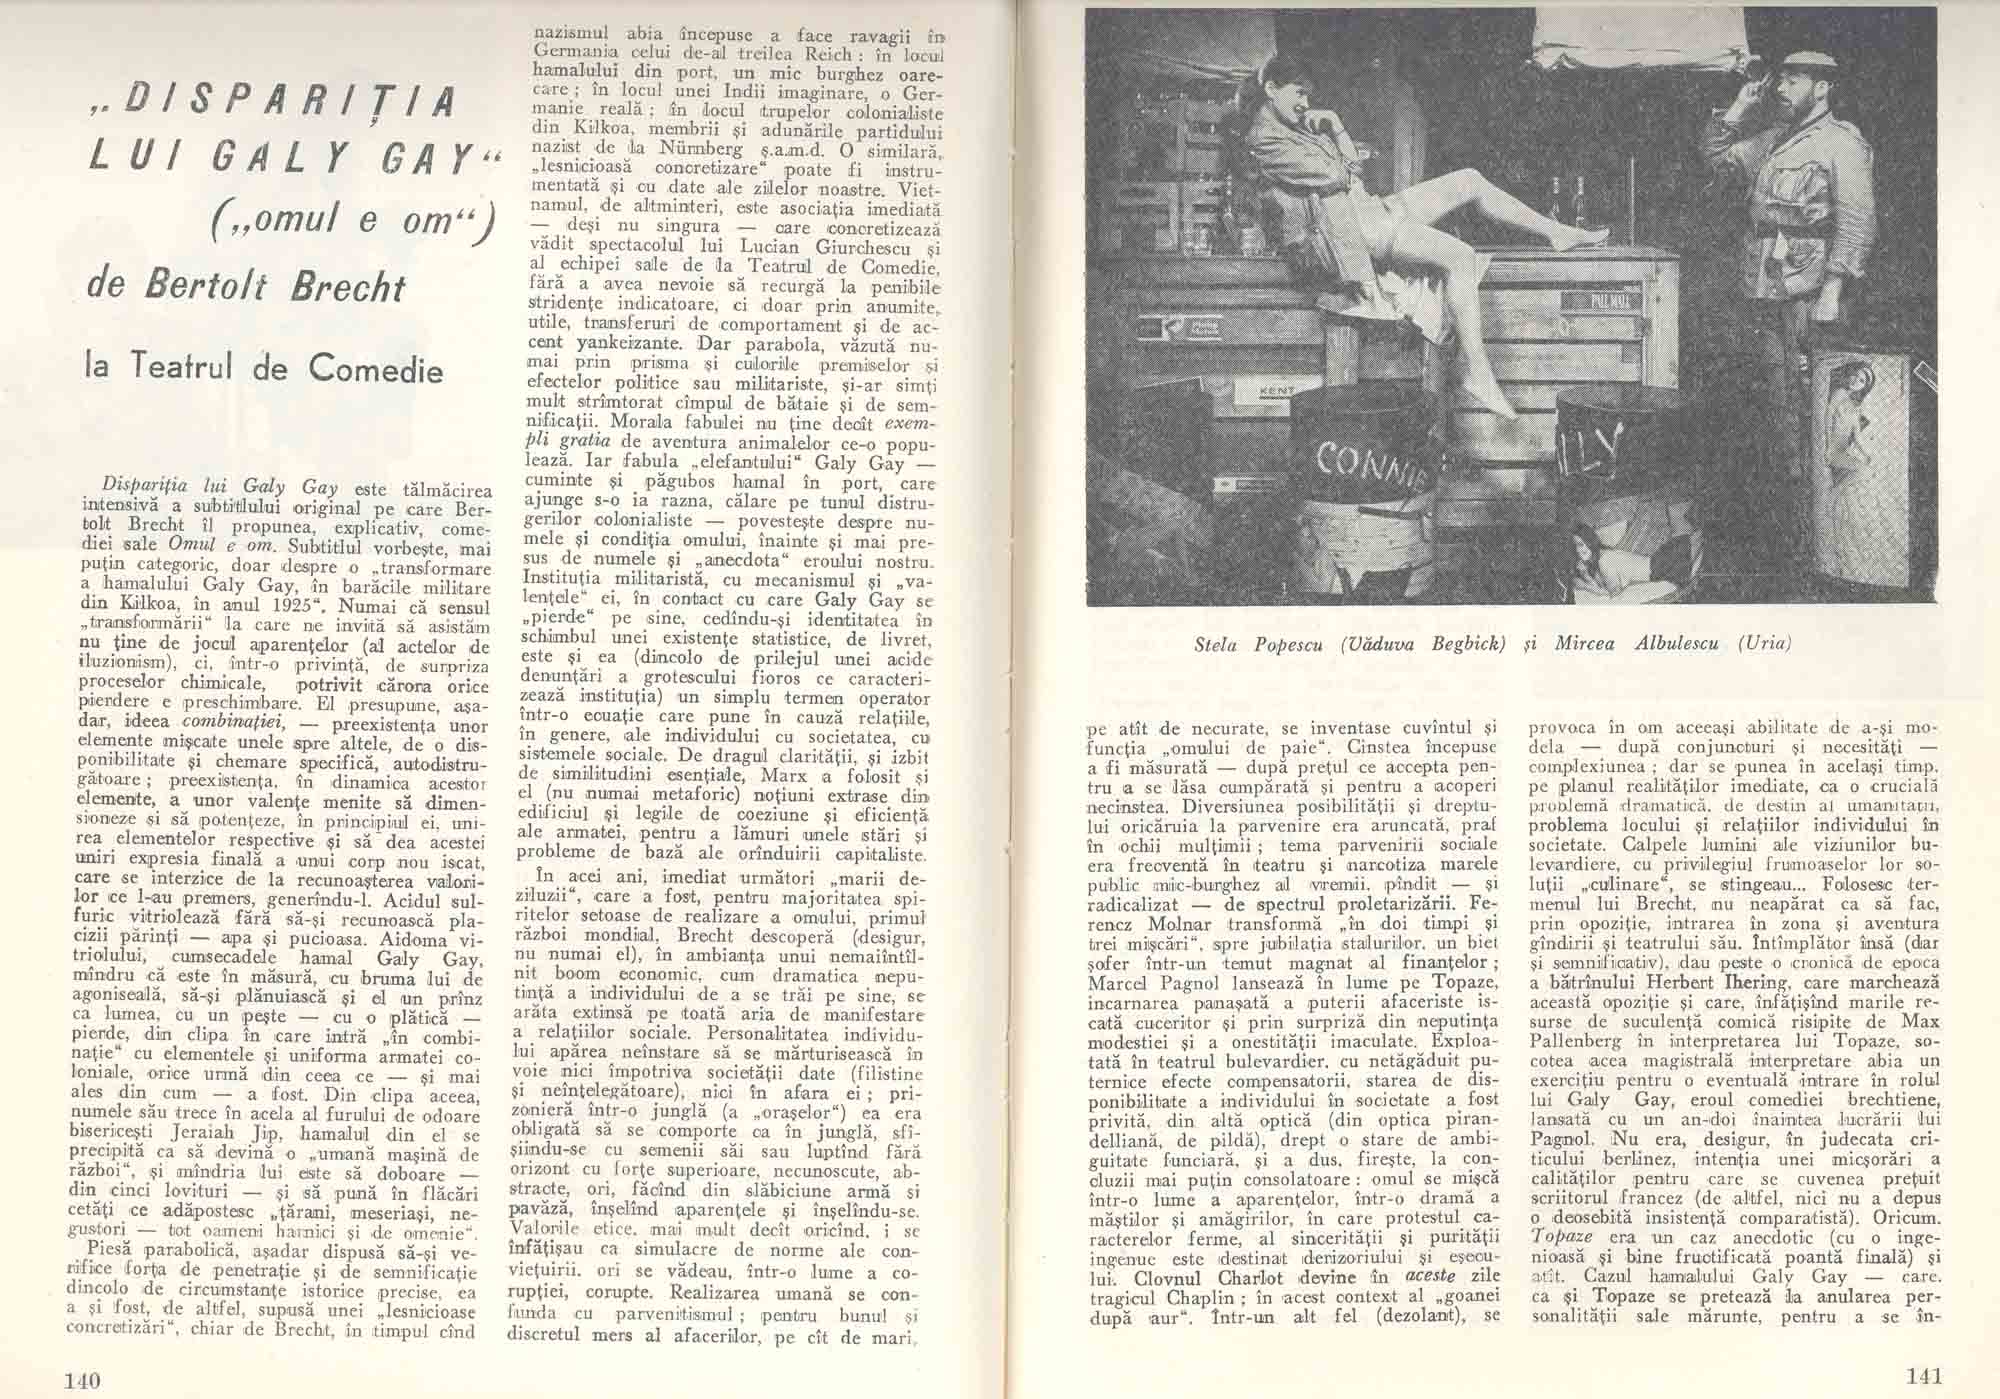 „DISPARIȚIA
LUI GALY GAY“
(„omul e om“)
de Bertolt Brecht
la Teatrul de Comedie
Dispariția lui Galy Gay este tălmăcirea
intensivă a subtitlului original pe care Ber-
tolt Brecht îl propunea, explicativ, come-
diei sale Omul e om. Subtitlul vorbește, mai
puțin categoric, doar despre o „transformare
a hamalului Galy Gay, în barăcile militare
din Kilkoa, în anul 1925“. Numai că sensul
„transformării“ la care ne invită să asistăm
nu ține de jocul aparențelor (al actelor de
iluzionism), ci, într-o privință, de surpriza
proceselor chimicale, potrivit cărora orice
pierdere e preschimbare. El presupune, așa-
dar, ideea combinației, — preexistența unor
elemente mișcate unele spre altele, de o dis-
ponibilitate și chemare specifică, autodistru-
gătoare ; preexistența, în dinamica acestor
elemente, a unor valențe menite să dimen-
sioneze și să potențeze, în principiul ei, uni-
rea elementelor respective și să dea acestei
uniri expresia finală a unui corp nou iscat,
care se interzice de la recunoașterea valori-
lor ce l-au premers, generîndu-l. Acidul sul-
furic vitriolează fără să-și recunoască pla-
cizii părinți — apa și pucioasa. Aidoma vi-
triolului, cumsecadele hamal Galy Gay,
mîndru că este în măsură, cu bruma lui de
agoniseală, să-și plănuiască și el un prînz
ca lumea, cu un pește — cu o plătică —
pierde, din clipa în care intră „în combi-
nație“ cu elementele și uniforma armatei co-
loniale, orice urmă din ceea ce — și mai
ales din cum — a fost. Din clipa aceea,
numele său trece în acela al furului de odoare
bisericești Jeraiah Jip, hamalul din el se
precipită ca să devină o „umană mașină de
război“, și mîndria lui este să doboare —
din cinci lovituri — și să pună în flăcări
cetăți ce adăpostesc „țărani, meseriași, ne-
gustori — tot oameni harnici și de omenie“.
Piesă parabolică, așadar dispusă să-și ve-
rifice forța de penetrație și de semnificație
dincolo de circumstanțe istorice precise, ea
a și fost, de altfel, supusă unei „lesnicioase
concretizări“, chiar de Brecht, în timpul cînd
140
nazismul abia începuse a face ravagii în
Germania celui de-al treilea Reich : în locul
hamalului din port, un mic burghez oare-
care ; în locul unei Indii imaginare, o Ger-
manie reală ; în locul trupelor colonialiste
din Kilkoa, membrii și adunările partidului
nazist de la Nürnberg ș.a.m.d. O similară,
„lesnicioasă concretizare“ poate fi instru-
mentată și cu date ale zilelor noastre. Viet-
namul, de altminteri, este asociația imediată
— deși nu singura — care concretizează
vădit spectacolul lui Lucian Giurchescu și
al echipei sale de la Teatrul de Comedie,
fără a avea nevoie să recurgă la penibile
stridențe indicatoare, ci doar prin anumite,
utile, transferuri de comportament și de ac-
cent yankeizante. Dar parabola, văzută nu-
mai prin prisma și culorile premiselor și
efectelor politice sau militariste, și-ar simți
mult strîmtorat cîmpul de bătaie și de sem-
nificații. Morala fabulei nu ține decît exem-
pli gratia de aventura animalelor ce-o popu-
lează. Iar fabula „elefantului“ Galy Gay —
cuminte și păgubos hamal în port, care
ajunge s-o ia razna, călare pe tunul distru-
gerilor colonialiste — povestește despre nu-
mele și condiția omului, înainte și mai pre-
sus de numele și „anecdota“ eroului nostru.
Instituția militaristă, cu mecanismul și „va-
lențele“ ei, în contact cu care Galy Gay se
„pierde“ pe sine, cedîndu-și identitatea în
schimbul unei existențe statistice, de livret,
este și ea (dincolo de prilejul unei acide
denunțări a grotescului fioros ce caracteri-
zează instituția) un simplu termen operator
într-o ecuație care pune în cauză relațiile,
în genere, ale individului cu societatea, cu
sistemele sociale. De dragul clarității, și izbit
de similitudini esențiale, Marx a folosit și
el (nu numai metaforic) noțiuni extrase din
edificiul și legile de coeziune și eficiență
ale armatei, pentru a lămuri unele stări și
probleme de bază ale orînduirii capitaliste.
În acei ani, imediat următori „marii de-
ziluzii“, care a fost, pentru majoritatea spi-
ritelor setoase de realizare a omului, primul
război mondial, Brecht descoperă (desigur,
nu numai el), în ambianța unui nemaiîntîl-
nit boom economic, cum dramatica nepu-
tință a individului de a se trăi pe sine, se
arăta extinsă pe toată aria de manifestare
a relațiilor sociale. Personalitatea individu-
lui apărea neînstare să se mărturisească în
voie nici împotriva societății date (filistine
și neînțelegătoare), nici în afara ei ; pri-
zonieră într-o junglă (a „orașelor“) ea era
obligată să se comporte ca în junglă, sfî-
șiindu-se cu semenii săi sau luptînd fără
orizont cu forțe superioare, necunoscute, ab-
stracte, ori, făcînd din slăbiciune armă si
pavăză, înșelînd aparențele și înșelîndu-se.
Valorile etice, mai mult decît oricînd, i se
înfățișau ca simulacre de norme ale con-
viețuirii, ori se vădeau, într-o lume a co-
rupției, corupte. Realizarea umană se con-
funda cu parvenitismul ; pentru bunul și
discretul mers al afacerilor, pe cît de mari,
PALL MALL
Philip
Morris
KENT
CONNIE
LLY
Stela Popescu (Văduva Begbick) și Mircea Albulescu (Uria)
pe atît de necurate, se inventase cuvîntul și
funcția „omului de paie“. Cinstea începuse
a fi măsurată — după prețul ce accepta pen-
tru a se lăsa cumpărată și pentru a acoperi
necinstea. Diversiunea posibilității și dreptu-
lui oricăruia la parvenire era aruncată, praf
în ochii mulțimii ; tema parvenirii sociale
era frecventă în teatru și narcotiza marele
public mic-burghez al vremii, pîndit — și
radicalizat — de spectrul proletarizării. Fe-
rencz Molnar transformă „în doi timpi și
trei mișcări“, spre jubilația stalurilor, un biet
șofer într-un temut magnat al finanțelor ;
Marcel Pagnol lansează în lume pe Topaze,
incarnarea panașată a puterii afaceriste is-
cată cuceritor și prin surpriză din neputința
modestiei și a onestității imaculate. Exploa-
tată în teatrul bulevardier, cu netăgăduit pu-
ternice efecte compensatorii, starea de dis-
ponibilitate a individului în societate a fost
privită, din altă optică (din optica piran-
delliană, de pildă), drept o stare de ambi-
guitate funciară, și a dus, firește, la con-
cluzii mai puțin consolatoare : omul se mișcă
într-o lume a aparențelor, într-o dramă a
măștilor și amăgirilor, în care protestul ca-
racterelor ferme, al sincerității și purității
ingenue este destinat derizoriului și eșecu-
lui. Clovnul Charlot devine în aceste zile
tragicul Chaplin ; în acest context al „goanei
după aur“. Într-un alt fel (dezolant), se
provoca în om aceeași abilitate de a-și mo-
dela — după conjuncturi și necesități —
complexiunea ; dar se punea în același timp,
pe planul realităților imediate, ca o crucială
problemă dramatică, de destin al umanității,
problema locului și relațiilor individului în
societate. Calpele lumini ale viziunilor bu-
levardiere, cu privilegiul frumoaselor lor so-
luții „culinare“, se stingeau... Folosesc ter-
menul lui Brecht, nu neapărat ca să fac,
prin opoziție, intrarea în zona și aventura
gîndirii și teatrului său. Întîmplător însă (dar
și semnificativ), dau peste o cronică de epoca
a bătrînului Herbert Ihering, care marchează
această opoziție și care, înfățișînd marile re-
surse de suculență comică risipite de Max
Pallenberg în interpretarea lui Topaze, so-
cotea acea magistrală interpretare abia un
exercițiu pentru o eventuală intrare în rolul
lui Galy Gay, eroul comediei brechtiene,
lansată cu un an-doi înaintea lucrării lui
Pagnol. Nu era, desigur, în judecata cri-
ticului berlinez, intenția unei micșorări a
calităților pentru care se cuvenea prețuit
scriitorul francez (de altfel, nici nu a depus
o deosebită insistență comparatistă). Oricum.
Topaze era un caz anecdotic (cu o inge-
nioasă și bine fructificată poantă finală) și
atît. Cazul hamalului Galy Gay — care,
ca și Topaze se pretează la anularea per-
sonalității sale mărunte, pentru a se în-
141